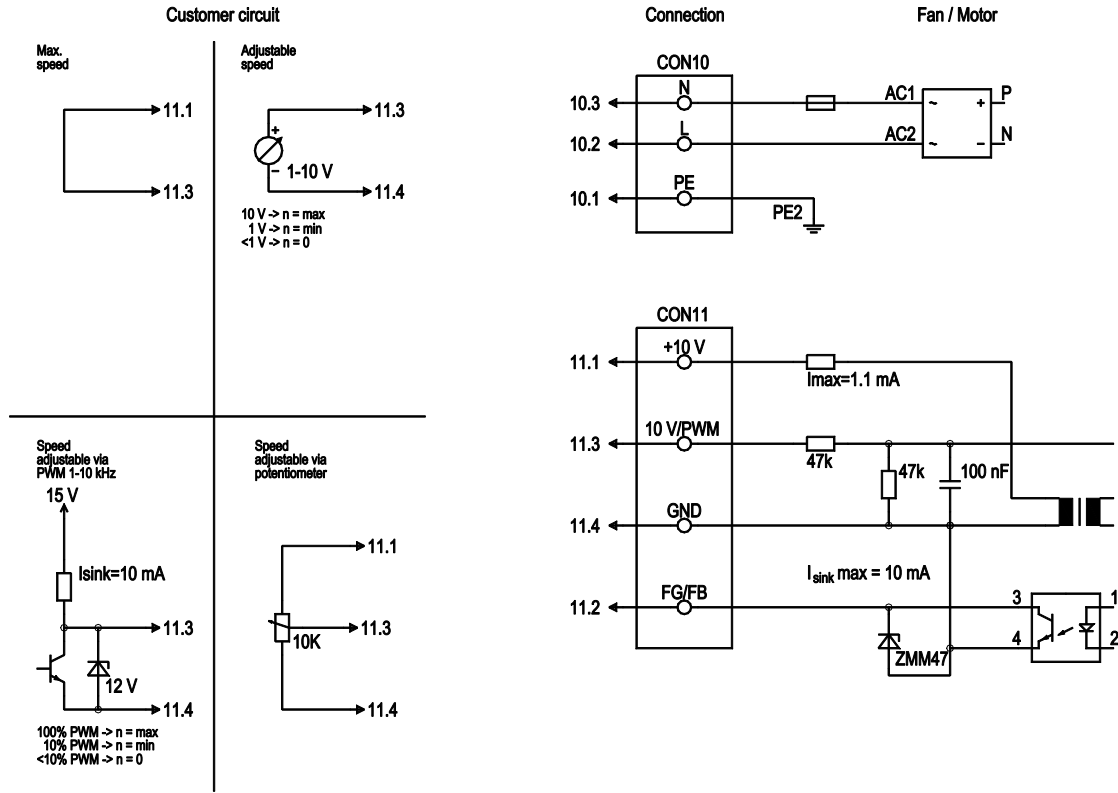 Customer circuit
Max.
speed
11.1
11.3
Adjustable
speed
11.3
+
– 1-10 V
11.4
10 V -> n = max
1 V -> n = min
<1 V -> n = 0
Speed
adjustable via
PWM 1-10 kHz
15 V
Isink=10 mA
11.3
12 V
11.4
100% PWM -> n = max
10% PWM -> n = min
<10% PWM -> n = 0
Speed
adjustable via
potentiometer
11.1
11.3
10K
11.4
Connection
Fan / Motor
CON10
N
10.3
AC1
~ + P
L
10.2
AC2
~ – N
PE
10.1
PE2
CON11
+10 V
11.1
Imax=1.1 mA
10 V/PWM
11.3
47k
47k
100 nF
GND
11.4
Isink max = 10 mA
FG/FB
11.2
3
1
4
2
ZMM47